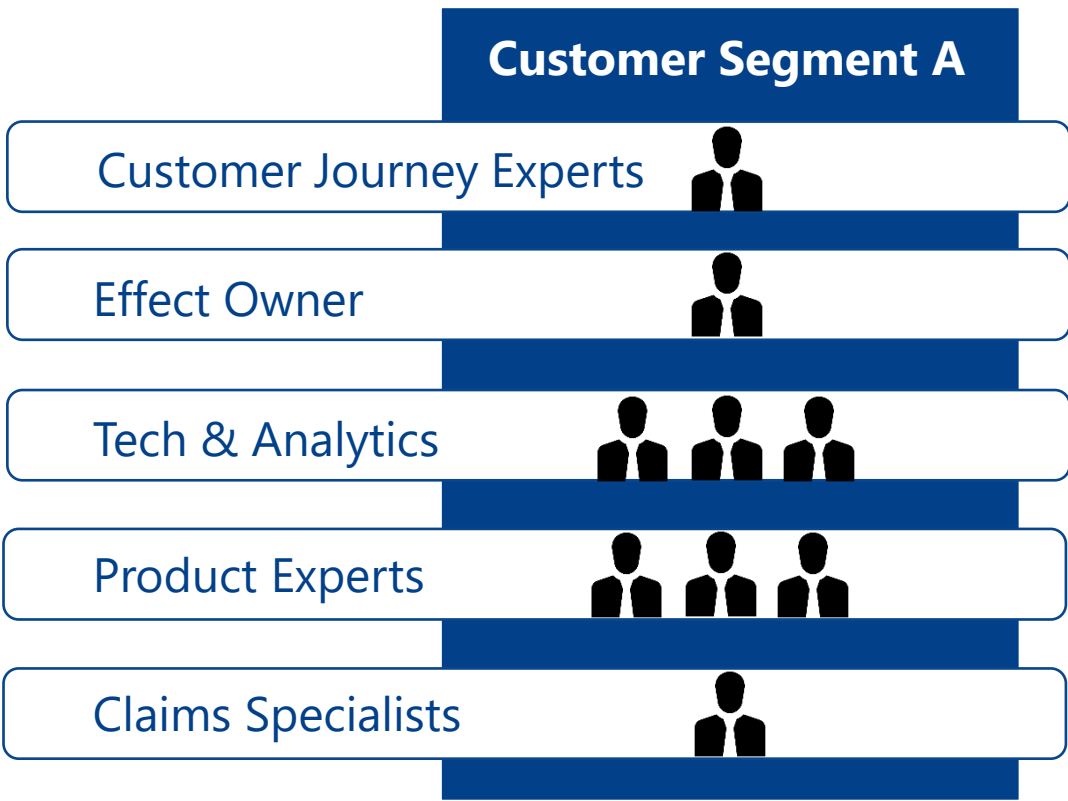 Customer Segment A
Customer Journey Experts
Effect Owner
Tech & Analytics
Product Experts
Claims Specialists